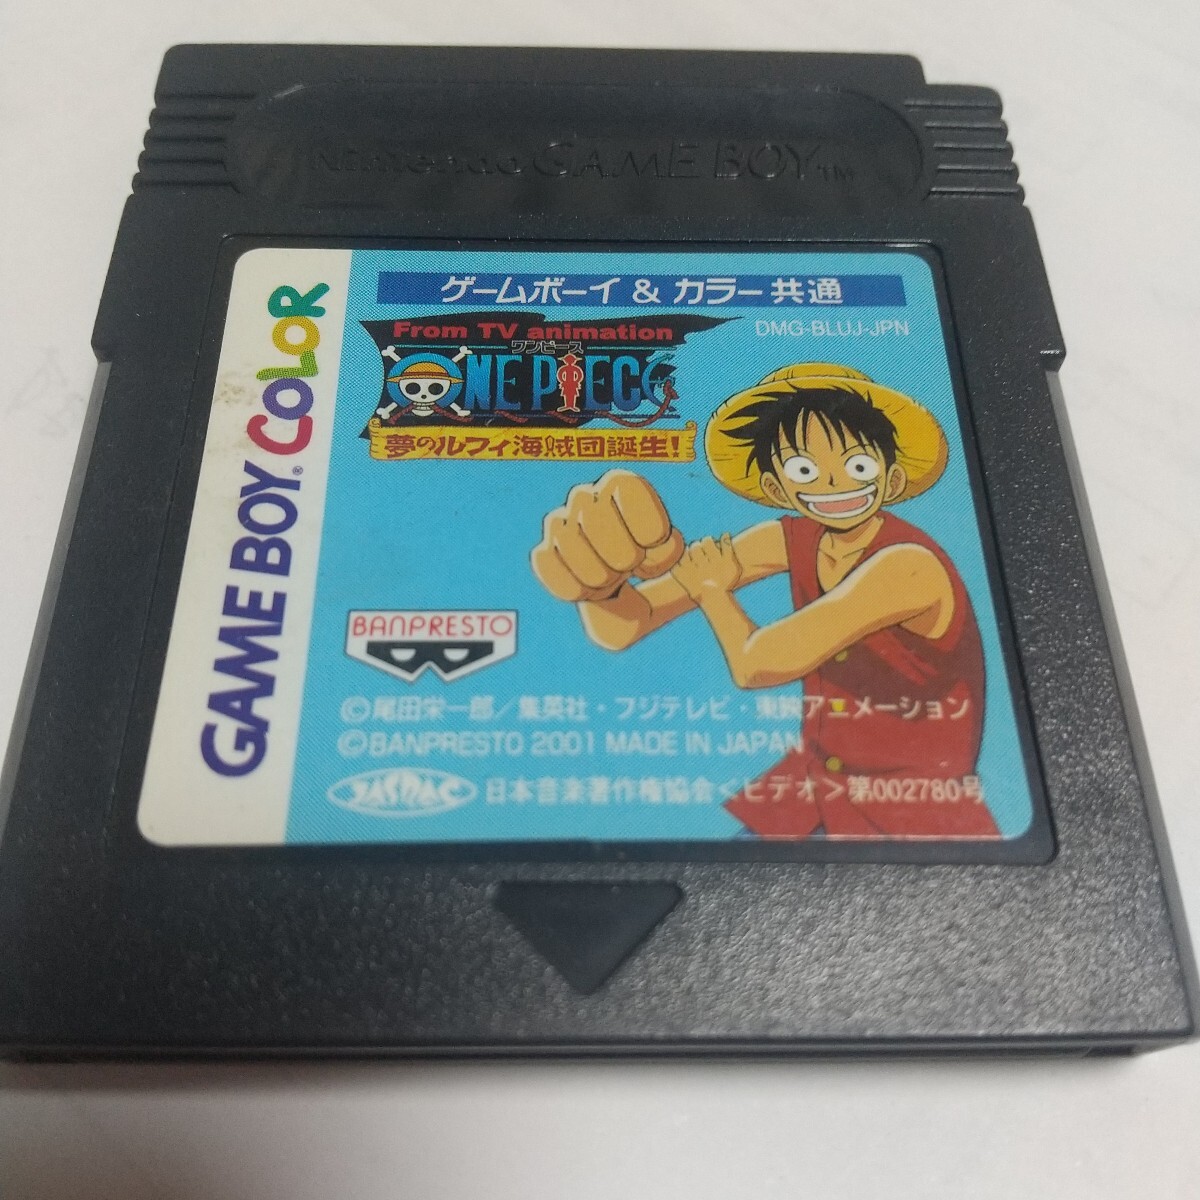 Nintendo GAME BOY™
GAME BOY® COLOR
ゲームボーイ & カラー共通
DMG-BLUJ-JPN
From TV animation
ワンピース
ONE PIECE
夢のルフィ海賊団誕生!
BANPRESTO
©尾田栄一郎/集英社・フジテレビ・東映アニメーション
©BANPRESTO 2001 MADE IN JAPAN
JASRAC 日本音楽著作権協会<ビデオ>第002780号